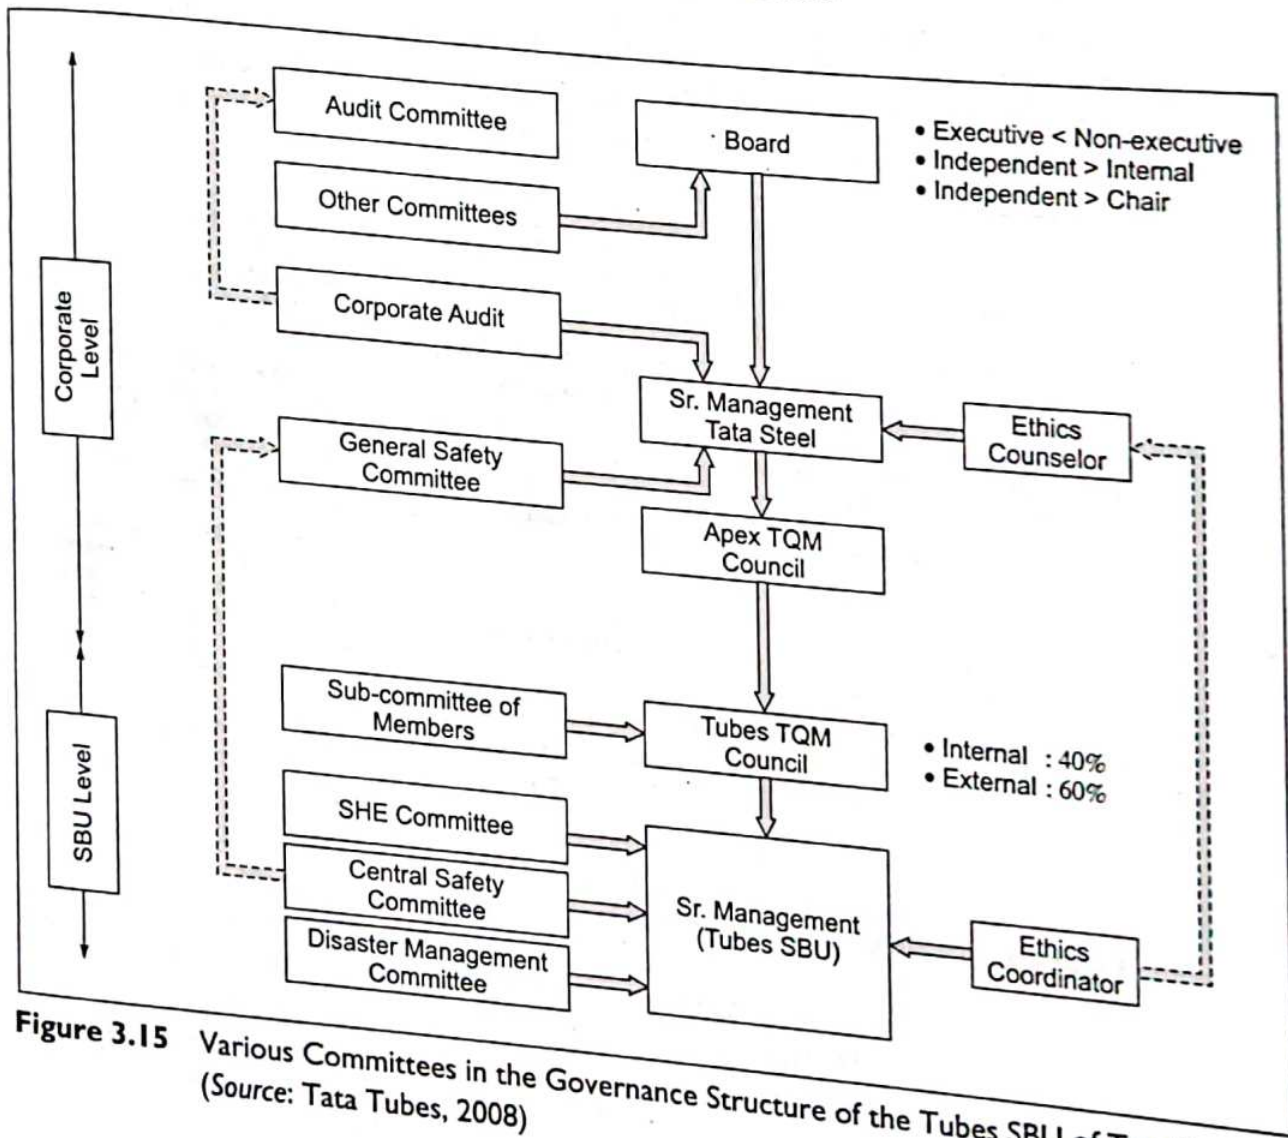 Audit Committee
Board
• Executive < Non-executive
• Independent > Internal
• Independent > Chair
Other Committees
Corporate Audit
Corporate
Level
Sr. Management
Tata Steel
Ethics
Counselor
General Safety
Committee
Apex TQM
Council
Sub-committee of
Members
Tubes TQM
Council
• Internal : 40%
• External : 60%
SBU Level
SHE Committee
Central Safety
Committee
Disaster Management
Committee
Sr. Management
(Tubes SBU)
Ethics
Coordinator
Figure 3.15 Various Committees in the Governance Structure of the Tubes SBU of
(Source: Tata Tubes, 2008)